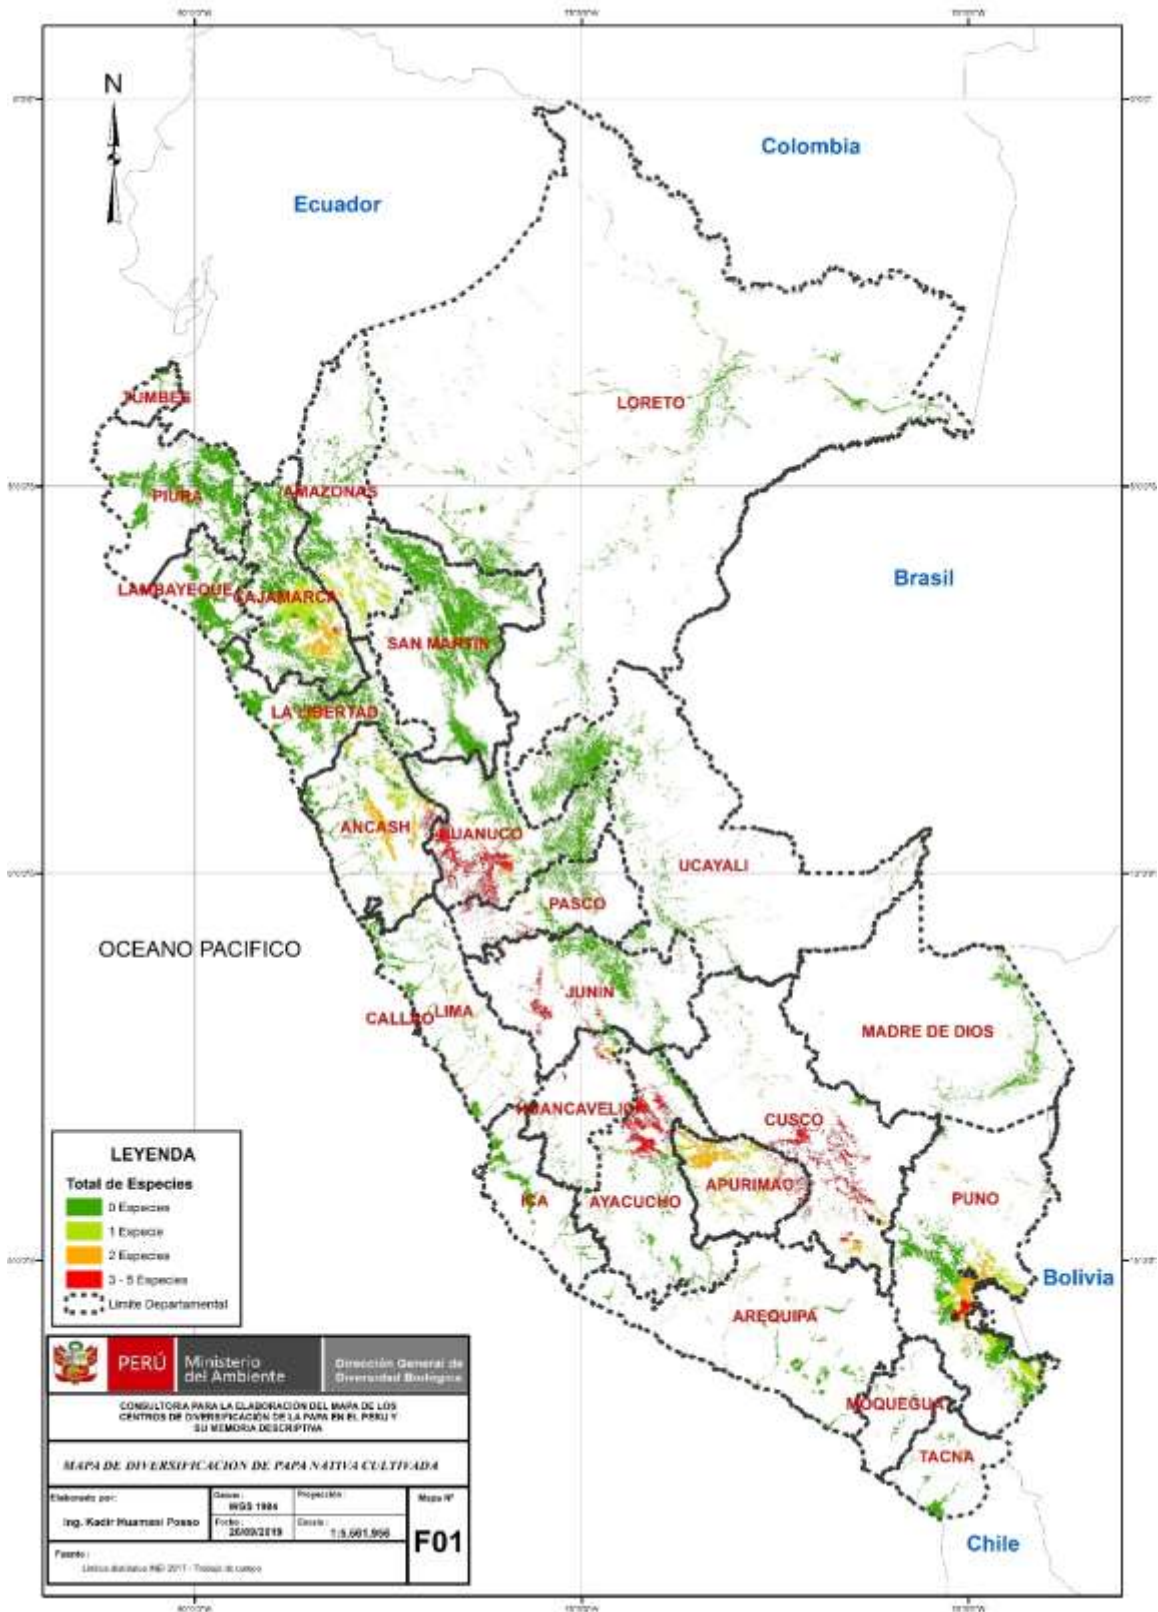 N
Colombia
Ecuador
TUMBES
LORETO
PIURA
AMAZONAS
Brasil
LAMBAYEQUE
CAJAMARCA
SAN MARTIN
LA LIBERTAD
ANCASH
HUANUCO
UCAYALI
PASCO
OCEANO PACIFICO
JUNIN
CALLAO
LIMA
MADRE DE DIOS
HUANCAVELICA
CUSCO
APURIMAC
PUNO
ICA
AYACUCHO
Bolivia
AREQUIPA
MOQUEGUA
TACNA
Chile
LEYENDA
Total de Especies
0 Especies
1 Especie
2 Especies
3 - 5 Especies
Límite Departamental
PERÚ
Ministerio
del Ambiente
Dirección General de
Diversidad Biológica
CONSULTORIA PARA LA ELABORACIÓN DEL MAPA DE LOS
CENTROS DE DIVERSIFICACIÓN DE LA PAPA EN EL PERU Y
SU MEMORIA DESCRIPTIVA
MAPA DE DIVERSIFICACION DE PAPA NATIVA CULTIVADA
Elaborado por:
Ing. Kadir Huamani Posso
WGS 1984
Proyección:
Fecha:
Escala:
Mapa Nº
F01
Fuente: